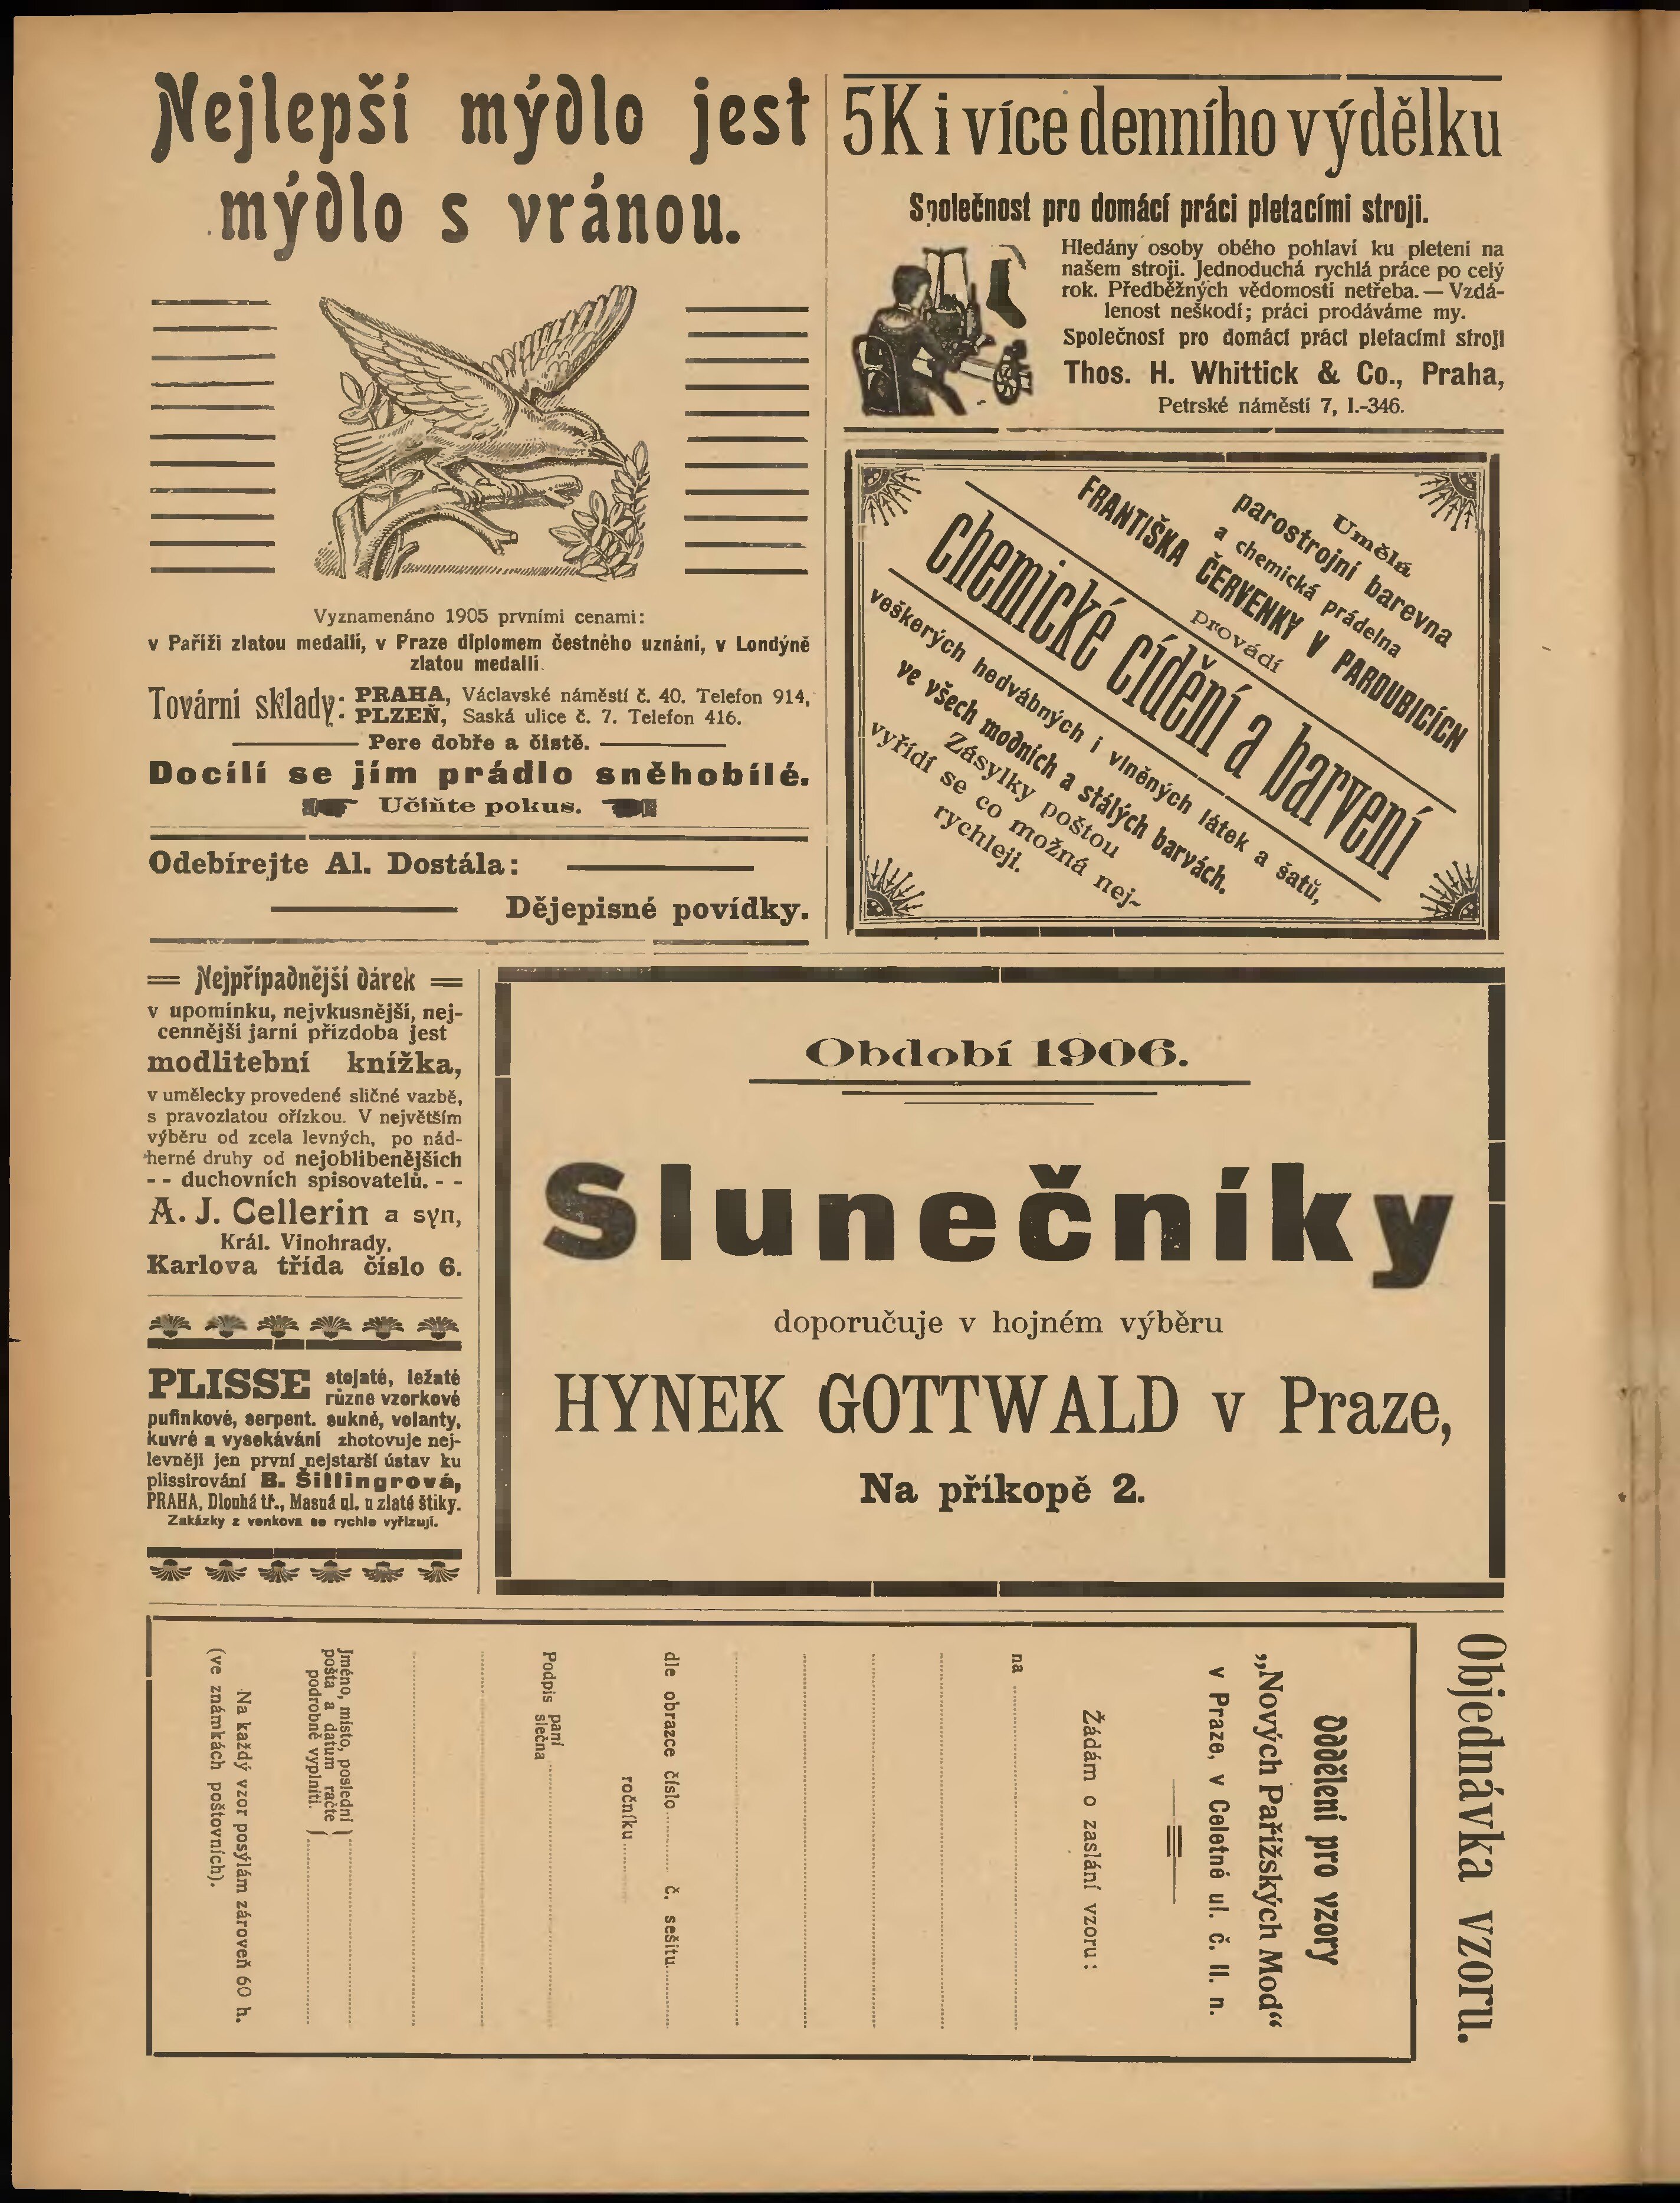 Nejlepší mýdlo jest
mýdlo s vránou.
Vyznamenáno 1905 prvními cenami:
v Paříži zlatou medailí, v Praze diplomem čestného uznání, v Londýně
zlatou medailí.
Tovární sklady: PRAHA, Václavské náměstí č. 40. Telefon 914,
PLZEŇ, Saská ulice č. 7. Telefon 416.
Pere dobře a čistě.
Docílí se jím prádlo sněhobílé.
Učiňte pokus.
Odebírejte Al. Dostála:
Dějepisné povídky.
5K i více denního výdělku
Společnost pro domácí práci pletacími stroji.
Hledány osoby obého pohlaví ku pletení na
našem stroji. Jednoduchá rychlá práce po celý
rok. Předběžných vědomostí netřeba. — Vzdá-
lenost neškodí; práci prodáváme my.
Společnost pro domácí práci pletacími stroji
Thos. H. Whittick & Co., Praha,
Petrské náměstí 7, I.-346.
Umělá
parostrojní barevna
a chemická prádelna
FRANTIŠKA ČERVENKY V PARDUBICÍCH
provádí
chemické cídění a barvení
veškerých hedvábných i vlněných látek a šatů,
ve všech modních a stálých barvách.
Zásylky poštou
vyřídí se co možná nej-
rychleji.
= Nejpřípadnější dárek =
v upomínku, nejvkusnější, nej-
cennější jarní přízdoba jest
modlitební knížka,
v umělecky provedené sličné vazbě,
s pravozlatou ořízkou. V největším
výběru od zcela levných, po nád-
herné druhy od nejoblibenějších
- - duchovních spisovatelů. - -
A. J. Cellerin a syn,
Král. Vinohrady,
Karlova třída číslo 6.
PLISSE stojaté, ležaté
různe vzorkové
pufinkové, serpent. sukně, volanty,
kuvré a vysekávání zhotovuje nej-
levněji jen první nejstarší ústav ku
plissirování B. Šillingrová,
PRAHA, Dlouhá tř., Masná ul. u zlaté štiky.
Zakázky z venkova se rychle vyřizují.
Období 1906.
Slunečníky
doporučuje v hojném výběru
HYNEK GOTTWALD v Praze,
Na příkopě 2.
Objednávka vzoru.
Oddělení pro vzory
„Nových Pařížských Mod“
v Praze, v Celetné ul. č. 11. n.
Žádám o zaslání vzoru:
na
dle obrazce číslo č. sešitu
ročníku
Podpis paní
slečna
Jméno, místo, poslední
pošta a datum račte
podrobně vyplniti.
Na každý vzor posýlám zároveň 60 h.
(ve známkách poštovních).